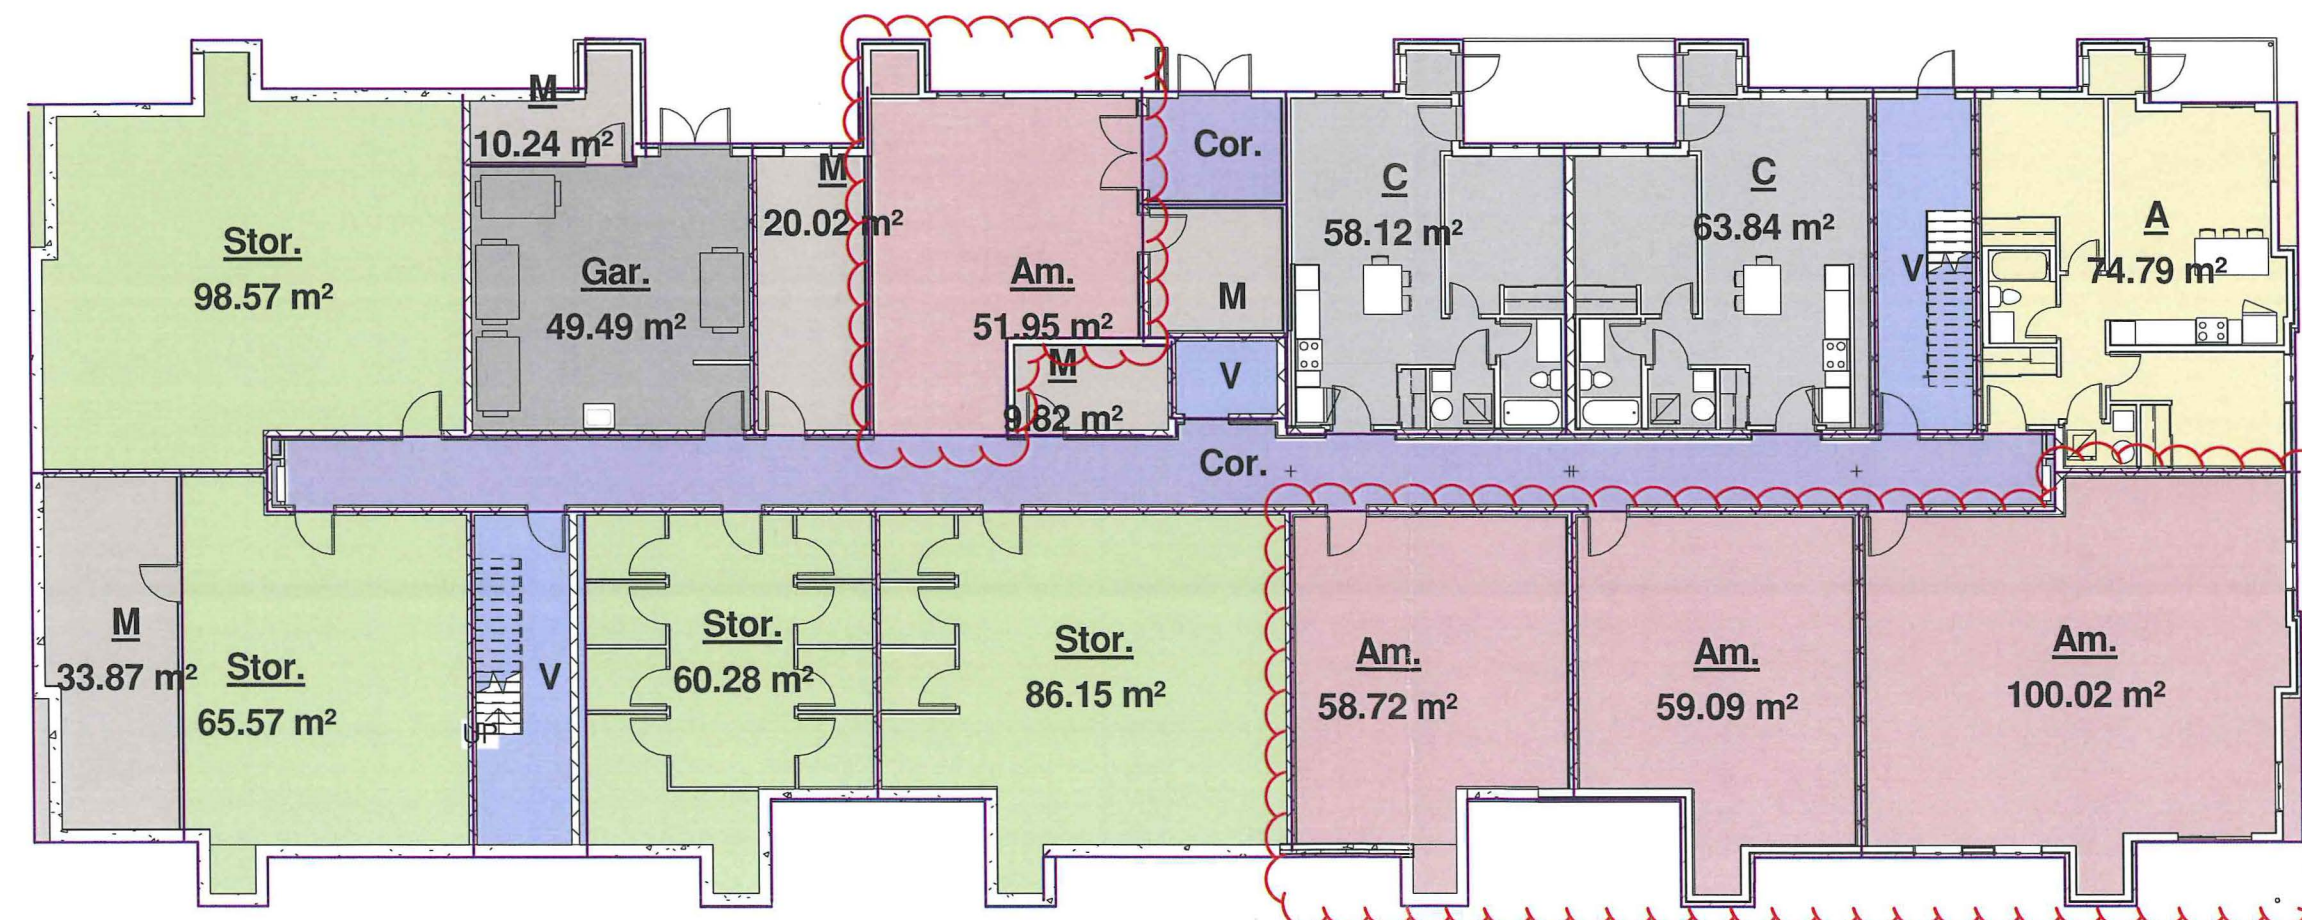 M
10.24 m²
M
20.02 m²
Cor.
C
58.12 m²
C
63.84 m²
A
74.79 m²
Stor.
98.57 m²
Gar.
49.49 m²
Am.
51.95 m²
M
V
M
9.82 m²
V
Cor.
M
33.87 m²
Stor.
65.57 m²
UP
V
Stor.
60.28 m²
Stor.
86.15 m²
Am.
58.72 m²
Am.
59.09 m²
Am.
100.02 m²